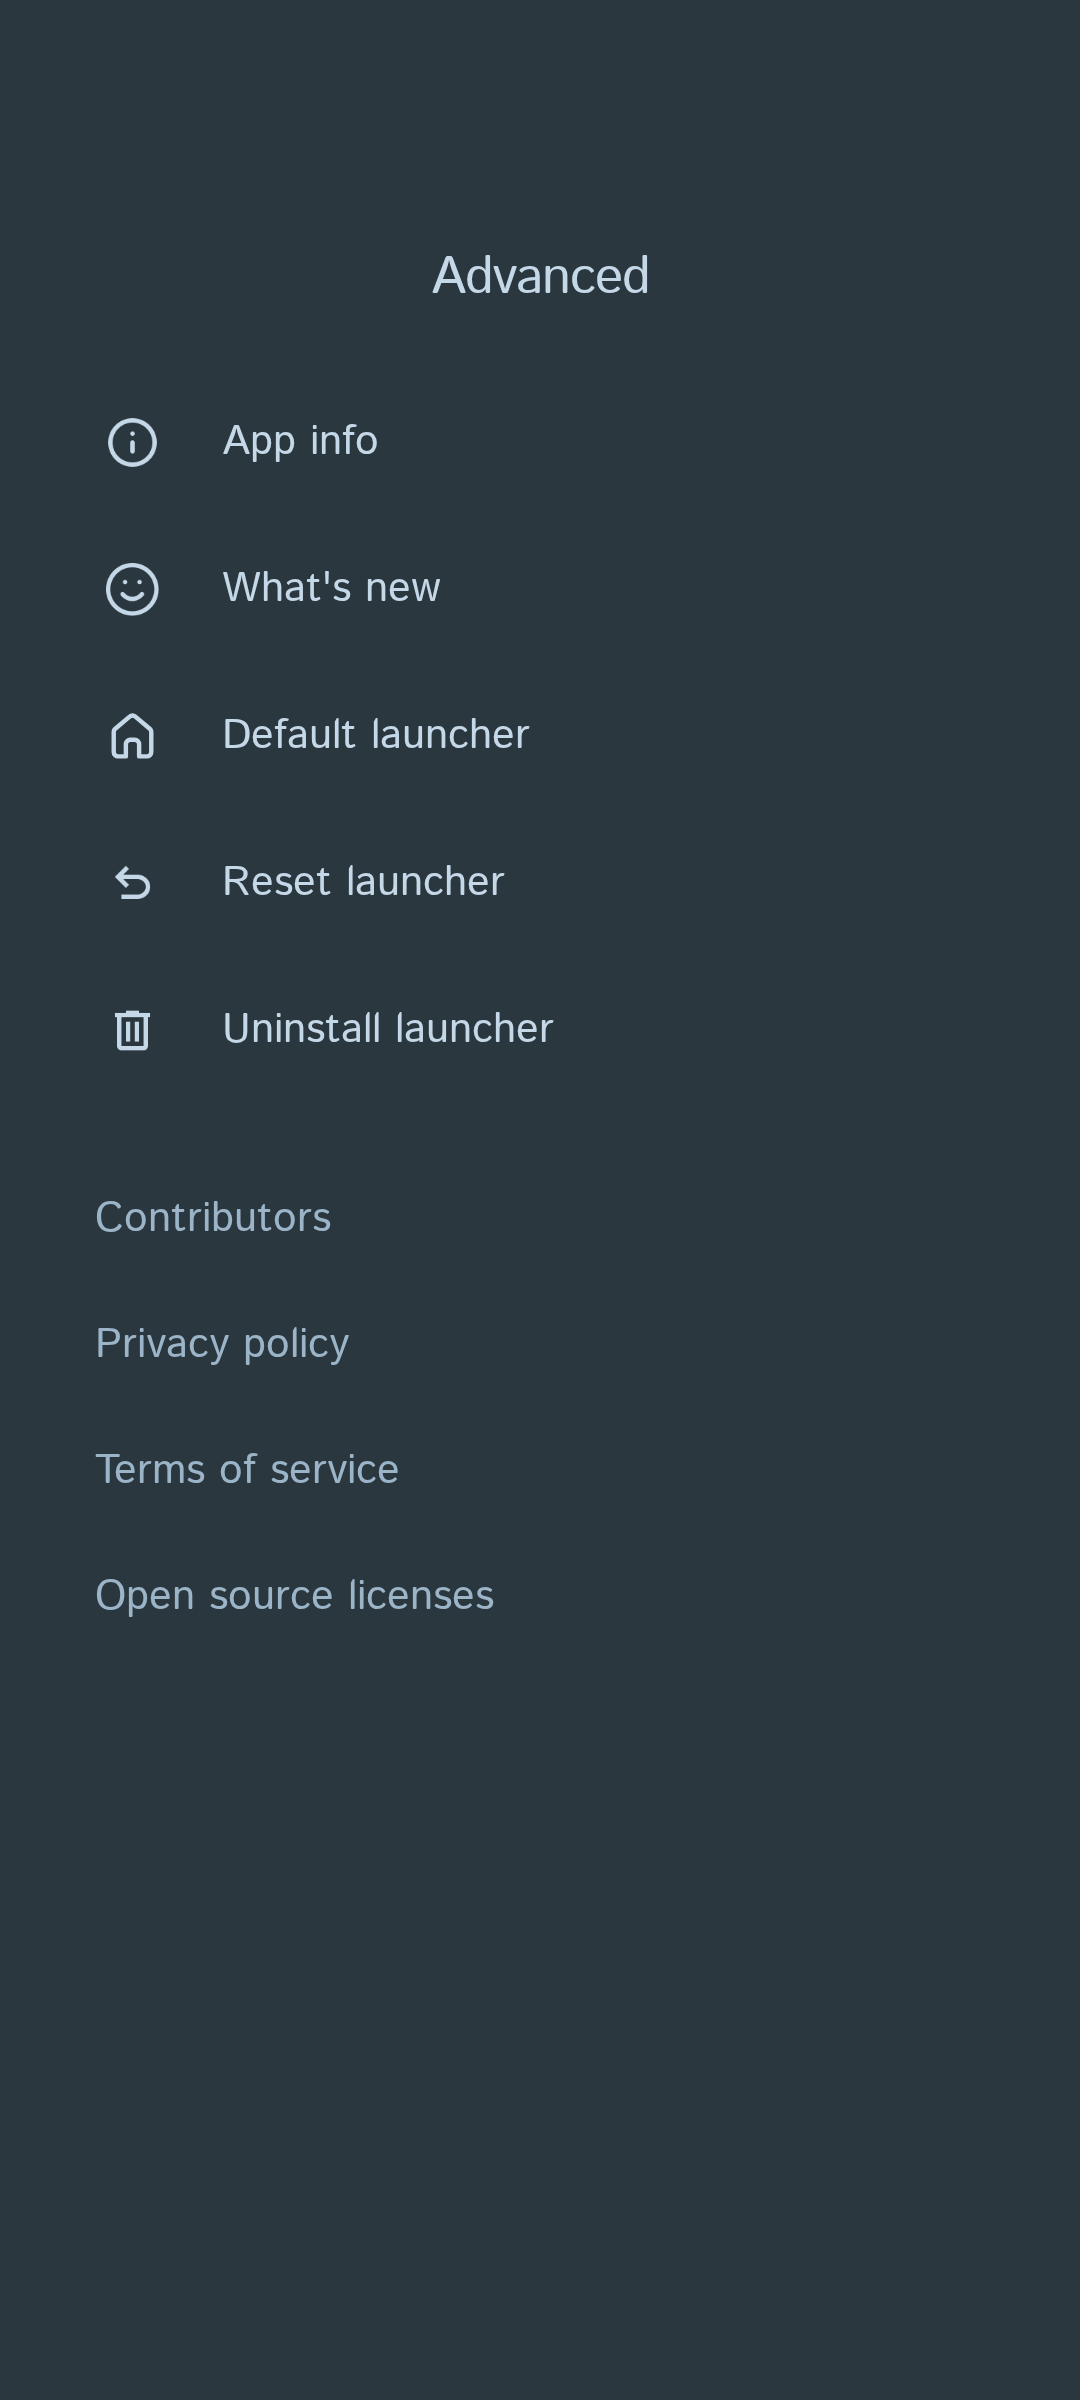 Advanced
App info
What's new
Default launcher
Reset launcher
Uninstall launcher
Contributors
Privacy policy
Terms of service
Open source licenses